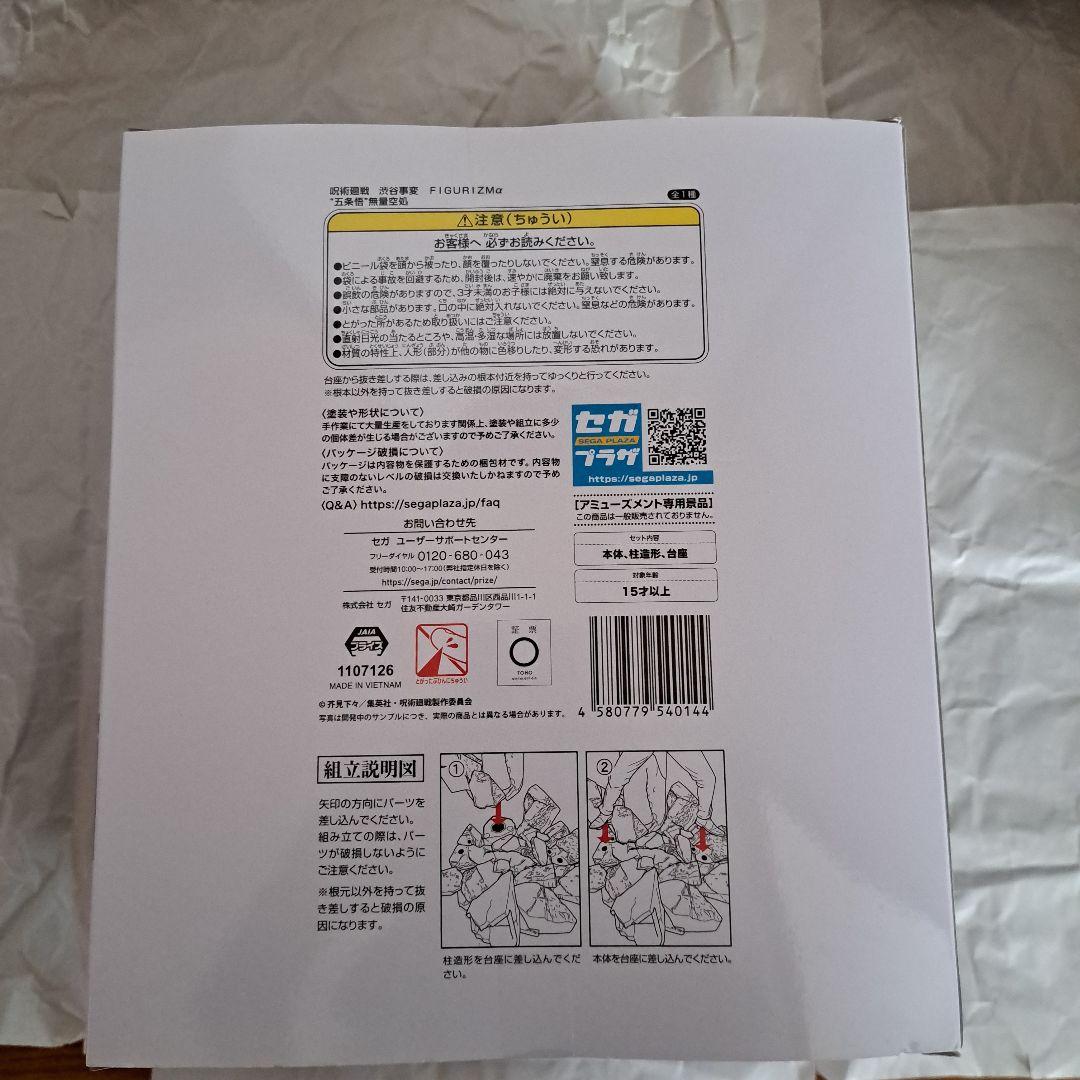 呪術廻戦 渋谷事変 FIGURIZMα
"五条悟"無量空処
全1種
⚠注意(ちゅうい)
お客様へ 必ずお読みください。
●ビニール袋を頭から被ったり、顔を覆ったりしないでください。窒息する危険があります。
●袋による事故を回避するため、開封後は、速やかに廃棄をお願い致します。
●誤飲の危険がありますので、3才未満のお子様には絶対に与えないでください。
●小さな部品があります。口の中に絶対入れないでください。窒息などの危険があります。
●とがった所があるため取り扱いにはご注意ください。
●直射日光の当たるところや、高温・多湿な場所には放置しないでください。
●材質の特性上、人形(部分)が他の物に色移りしたり、変形する恐れがあります。
台座から抜き差しする際は、差し込みの根本付近を持ってゆっくりと行ってください。
※根本以外を持って抜き差しすると破損の原因になります。
〈塗装や形状について〉
手作業にて大量生産をしております関係上、塗装や組立に多少
の個体差が生じる場合がございますので予めご了承ください。
〈パッケージ破損について〉
パッケージは内容物を保護するための梱包材です。内容物
に支障のないレベルの破損は交換いたしかねますので予め
ご了承ください。
〈Q&A〉https://segaplaza.jp/faq
お問い合わせ先
セガ ユーザーサポートセンター
フリーダイヤル 0120-680-043
受付時間10:00~17:00(弊社指定休日を除く)
https://sega.jp/contact/prize/
株式会社 セガ
〒141-0033 東京都品川区西品川1-1-1
住友不動産大崎ガーデンタワー
セガ
SEGA PLAZA
プラザ
https://segaplaza.jp
[アミューズメント専用景品]
この商品は一般販売されておりません。
セット内容
本体、柱造形、台座
対象年齢
15才以上
JAIA
プライズ
1107126
MADE IN VIETNAM
とがったぶひんにちゅうい
証 票
TOHO
4 580779 540144
©芥見下々/集英社・呪術廻戦製作委員会
写真は開発中のサンプルにつき、実際の商品とは異なる場合があります。
組立説明図
矢印の方向にパーツを
差し込んでください。
組み立ての際は、パー
ツが破損しないように
ご注意ください。
※根元以外を持って抜
き差しすると破損の原
因になります。
①
②
柱造形を台座に差し込んでくだ
さい。
本体を台座に差し込んでください。